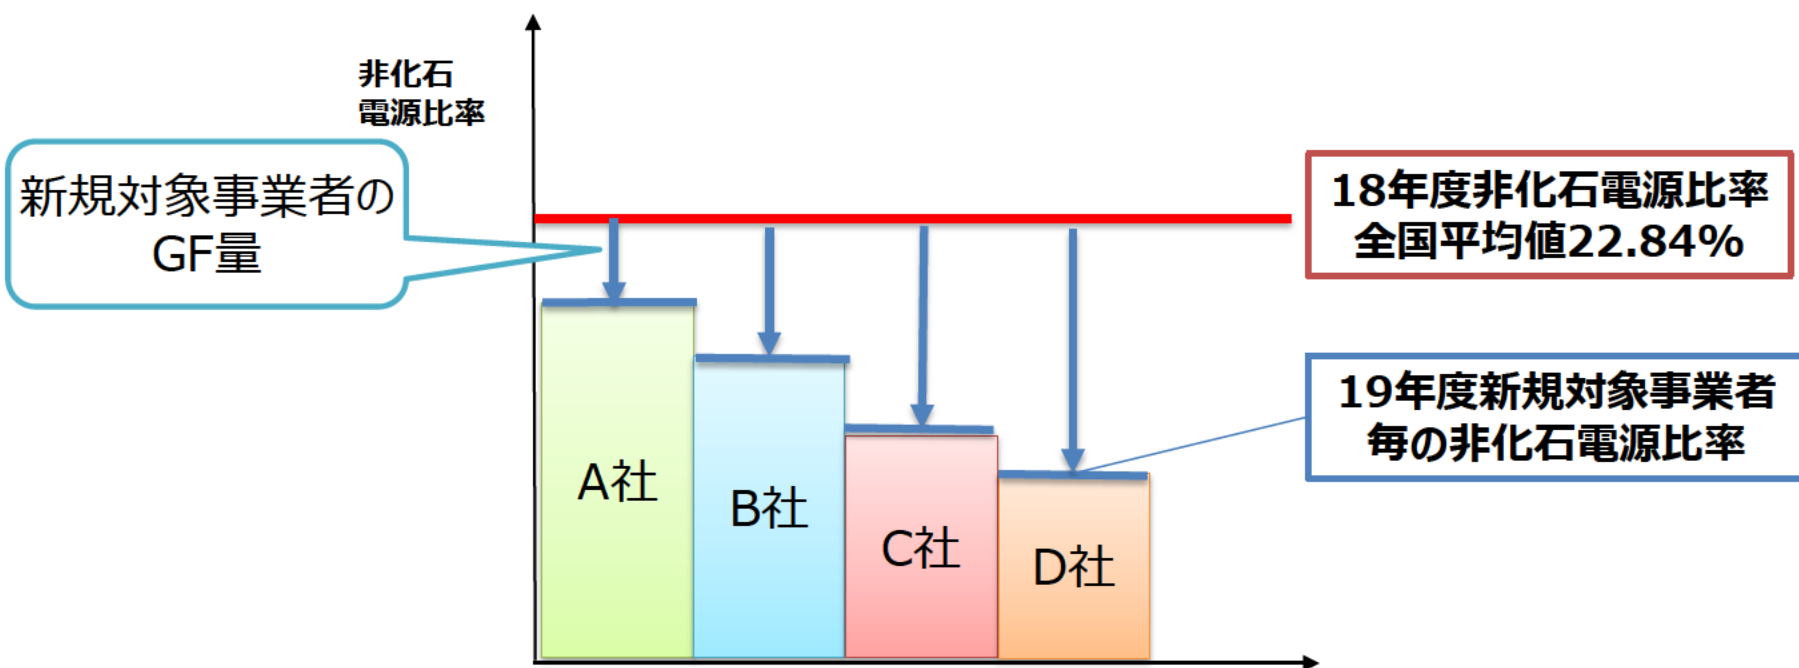 非化石
電源比率
新規対象事業者の
GF量
18年度非化石電源比率
全国平均値22.84%
19年度新規対象事業者
毎の非化石電源比率
A社
B社
C社
D社